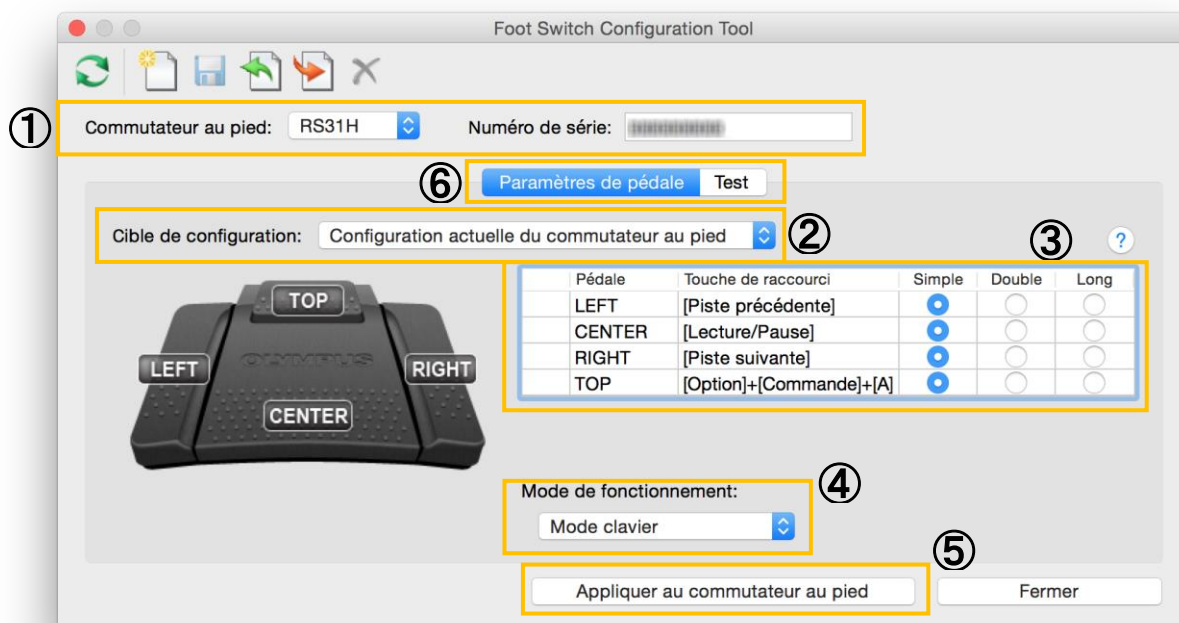 Foot Switch Configuration Tool
① Commutateur au pied: RS31H Numéro de série:
⑥ Paramètres de pédale Test
Cible de configuration: Configuration actuelle du commutateur au pied ② ③ ?
Pédale Touche de raccourci Simple Double Long
LEFT [Piste précédente]
CENTER [Lecture/Pause]
RIGHT [Piste suivante]
TOP [Option]+[Commande]+[A]
TOP
OLYMPUS
LEFT
RIGHT
CENTER
Mode de fonctionnement: ④
Mode clavier
⑤
Appliquer au commutateur au pied Fermer